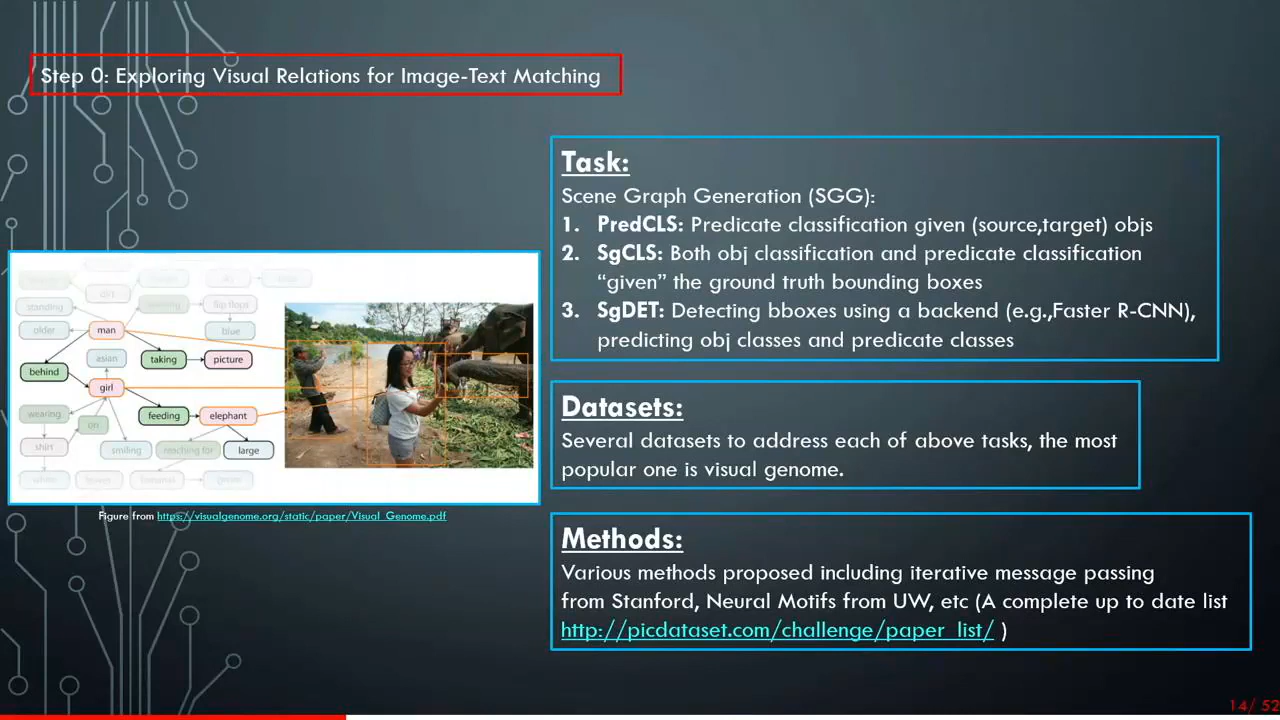 Step 0: Exploring Visual Relations for Image-Text Matching
Task:
Scene Graph Generation (SGG):
1. PredCLS: Predicate classification given (source,target) objs
2. SgCLS: Both obj classification and predicate classification
“given” the ground truth bounding boxes
3. SgDET: Detecting bboxes using a backend (e.g.,Faster R-CNN),
predicting obj classes and predicate classes
standing
flip flops
older
man
blue
asian
taking
picture
behind
girl
wearing
on
feeding
elephant
shirt
smiling
reaching for
large
Figure from https://visualgenome.org/static/paper/Visual_Genome.pdf
Datasets:
Several datasets to address each of above tasks, the most
popular one is visual genome.
Methods:
Various methods proposed including iterative message passing
from Stanford, Neural Motifs from UW, etc (A complete up to date list
http://picdataset.com/challenge/paper_list/ )
14/ 52